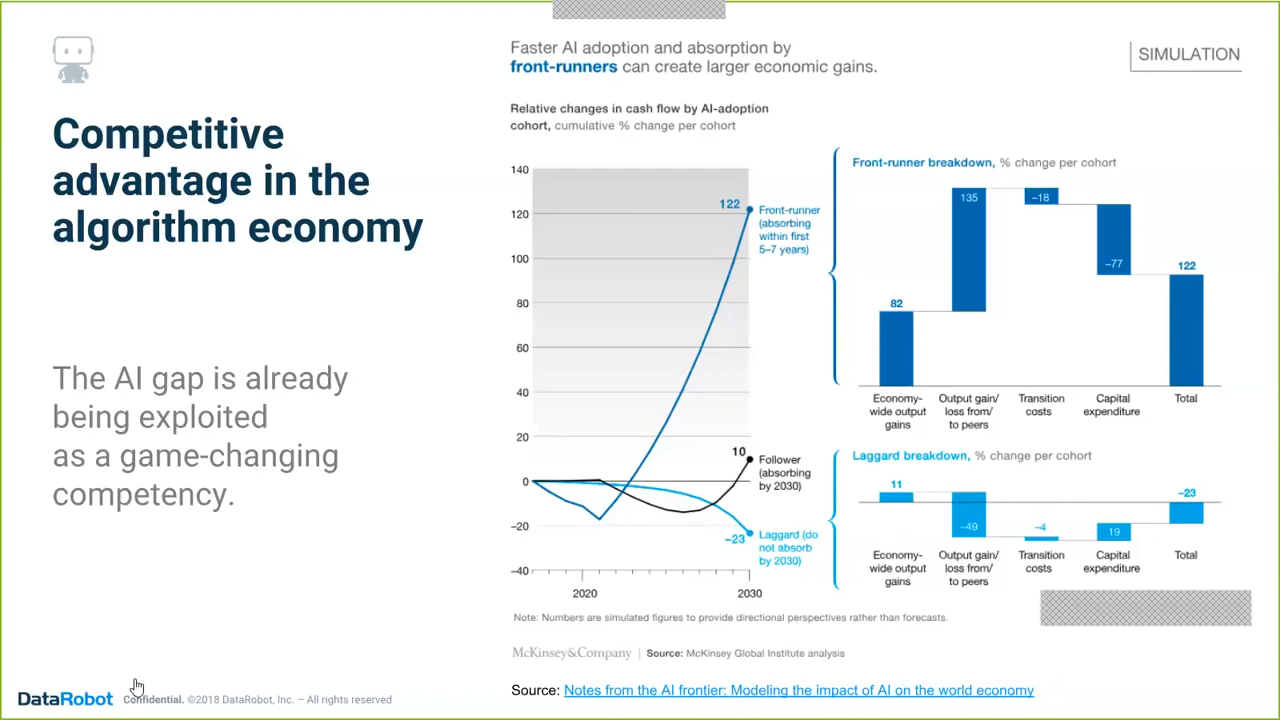 Competitive
advantage in the
algorithm economy
The AI gap is already
being exploited
as a game-changing
competency.
Faster AI adoption and absorption by
front-runners can create larger economic gains.
SIMULATION
Relative changes in cash flow by AI-adoption
cohort, cumulative % change per cohort
140
120
100
80
60
40
20
0
−20
−40
2020
2030
122
Front-runner
(absorbing
within first
5–7 years)
10
Follower
(absorbing
by 2030)
−23
Laggard (do
not absorb
by 2030)
Front-runner breakdown, % change per cohort
82
135
−18
−77
122
Economy-
wide output
gains
Output gain/
loss from/
to peers
Transition
costs
Capital
expenditure
Total
Laggard breakdown, % change per cohort
11
−49
−4
19
−23
Economy-
wide output
gains
Output gain/
loss from/
to peers
Transition
costs
Capital
expenditure
Total
Note: Numbers are simulated figures to provide directional perspectives rather than forecasts.
McKinsey&Company | Source: McKinsey Global Institute analysis
Source: Notes from the AI frontier: Modeling the impact of AI on the world economy
DataRobot Confidential. ©2018 DataRobot, Inc. – All rights reserved